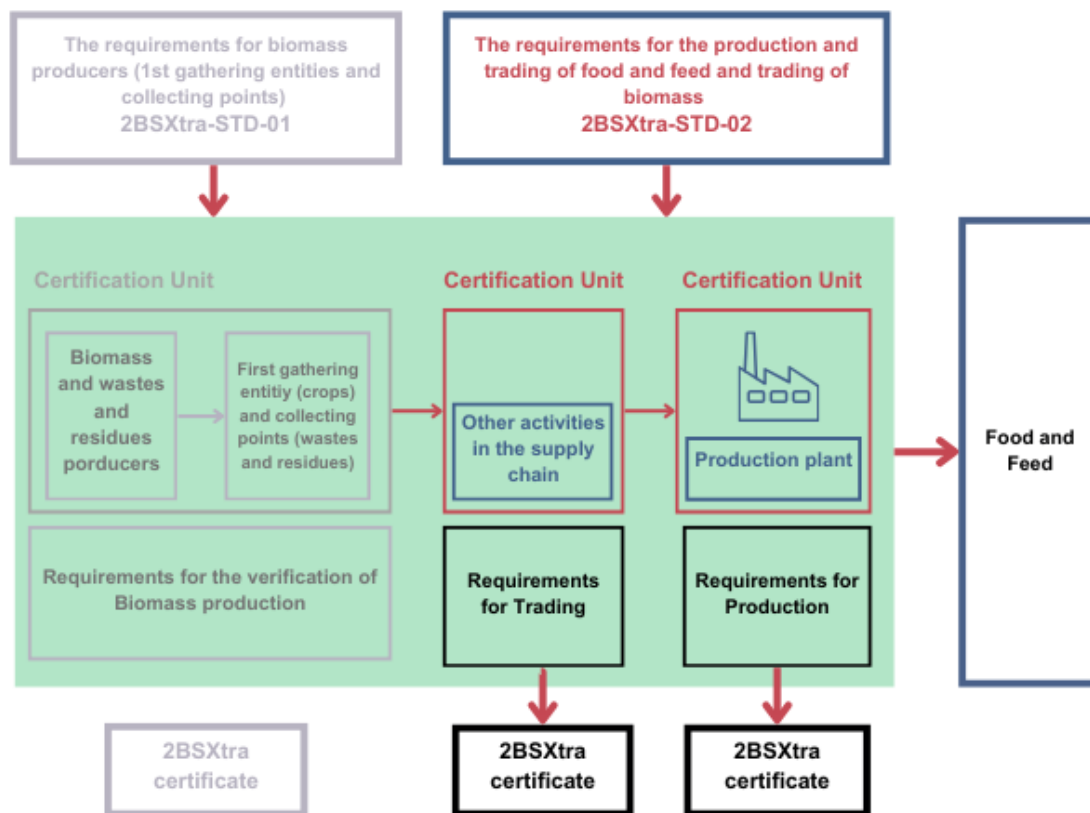 The requirements for biomass
producers (1st gathering entities and
collecting points)
2BSXtra-STD-01
The requirements for the production and
trading of food and feed and trading of
biomass
2BSXtra-STD-02
Certification Unit
Certification Unit
Certification Unit
Biomass
and wastes
and
residues
porducers
First gathering
entitiy (crops)
and collecting
points (wastes
and residues)
Other activities
in the supply
chain
Production plant
Food and
Feed
Requirements for the verification of
Biomass production
Requirements
for Trading
Requirements for
Production
2BSXtra
certificate
2BSXtra
certificate
2BSXtra
certificate